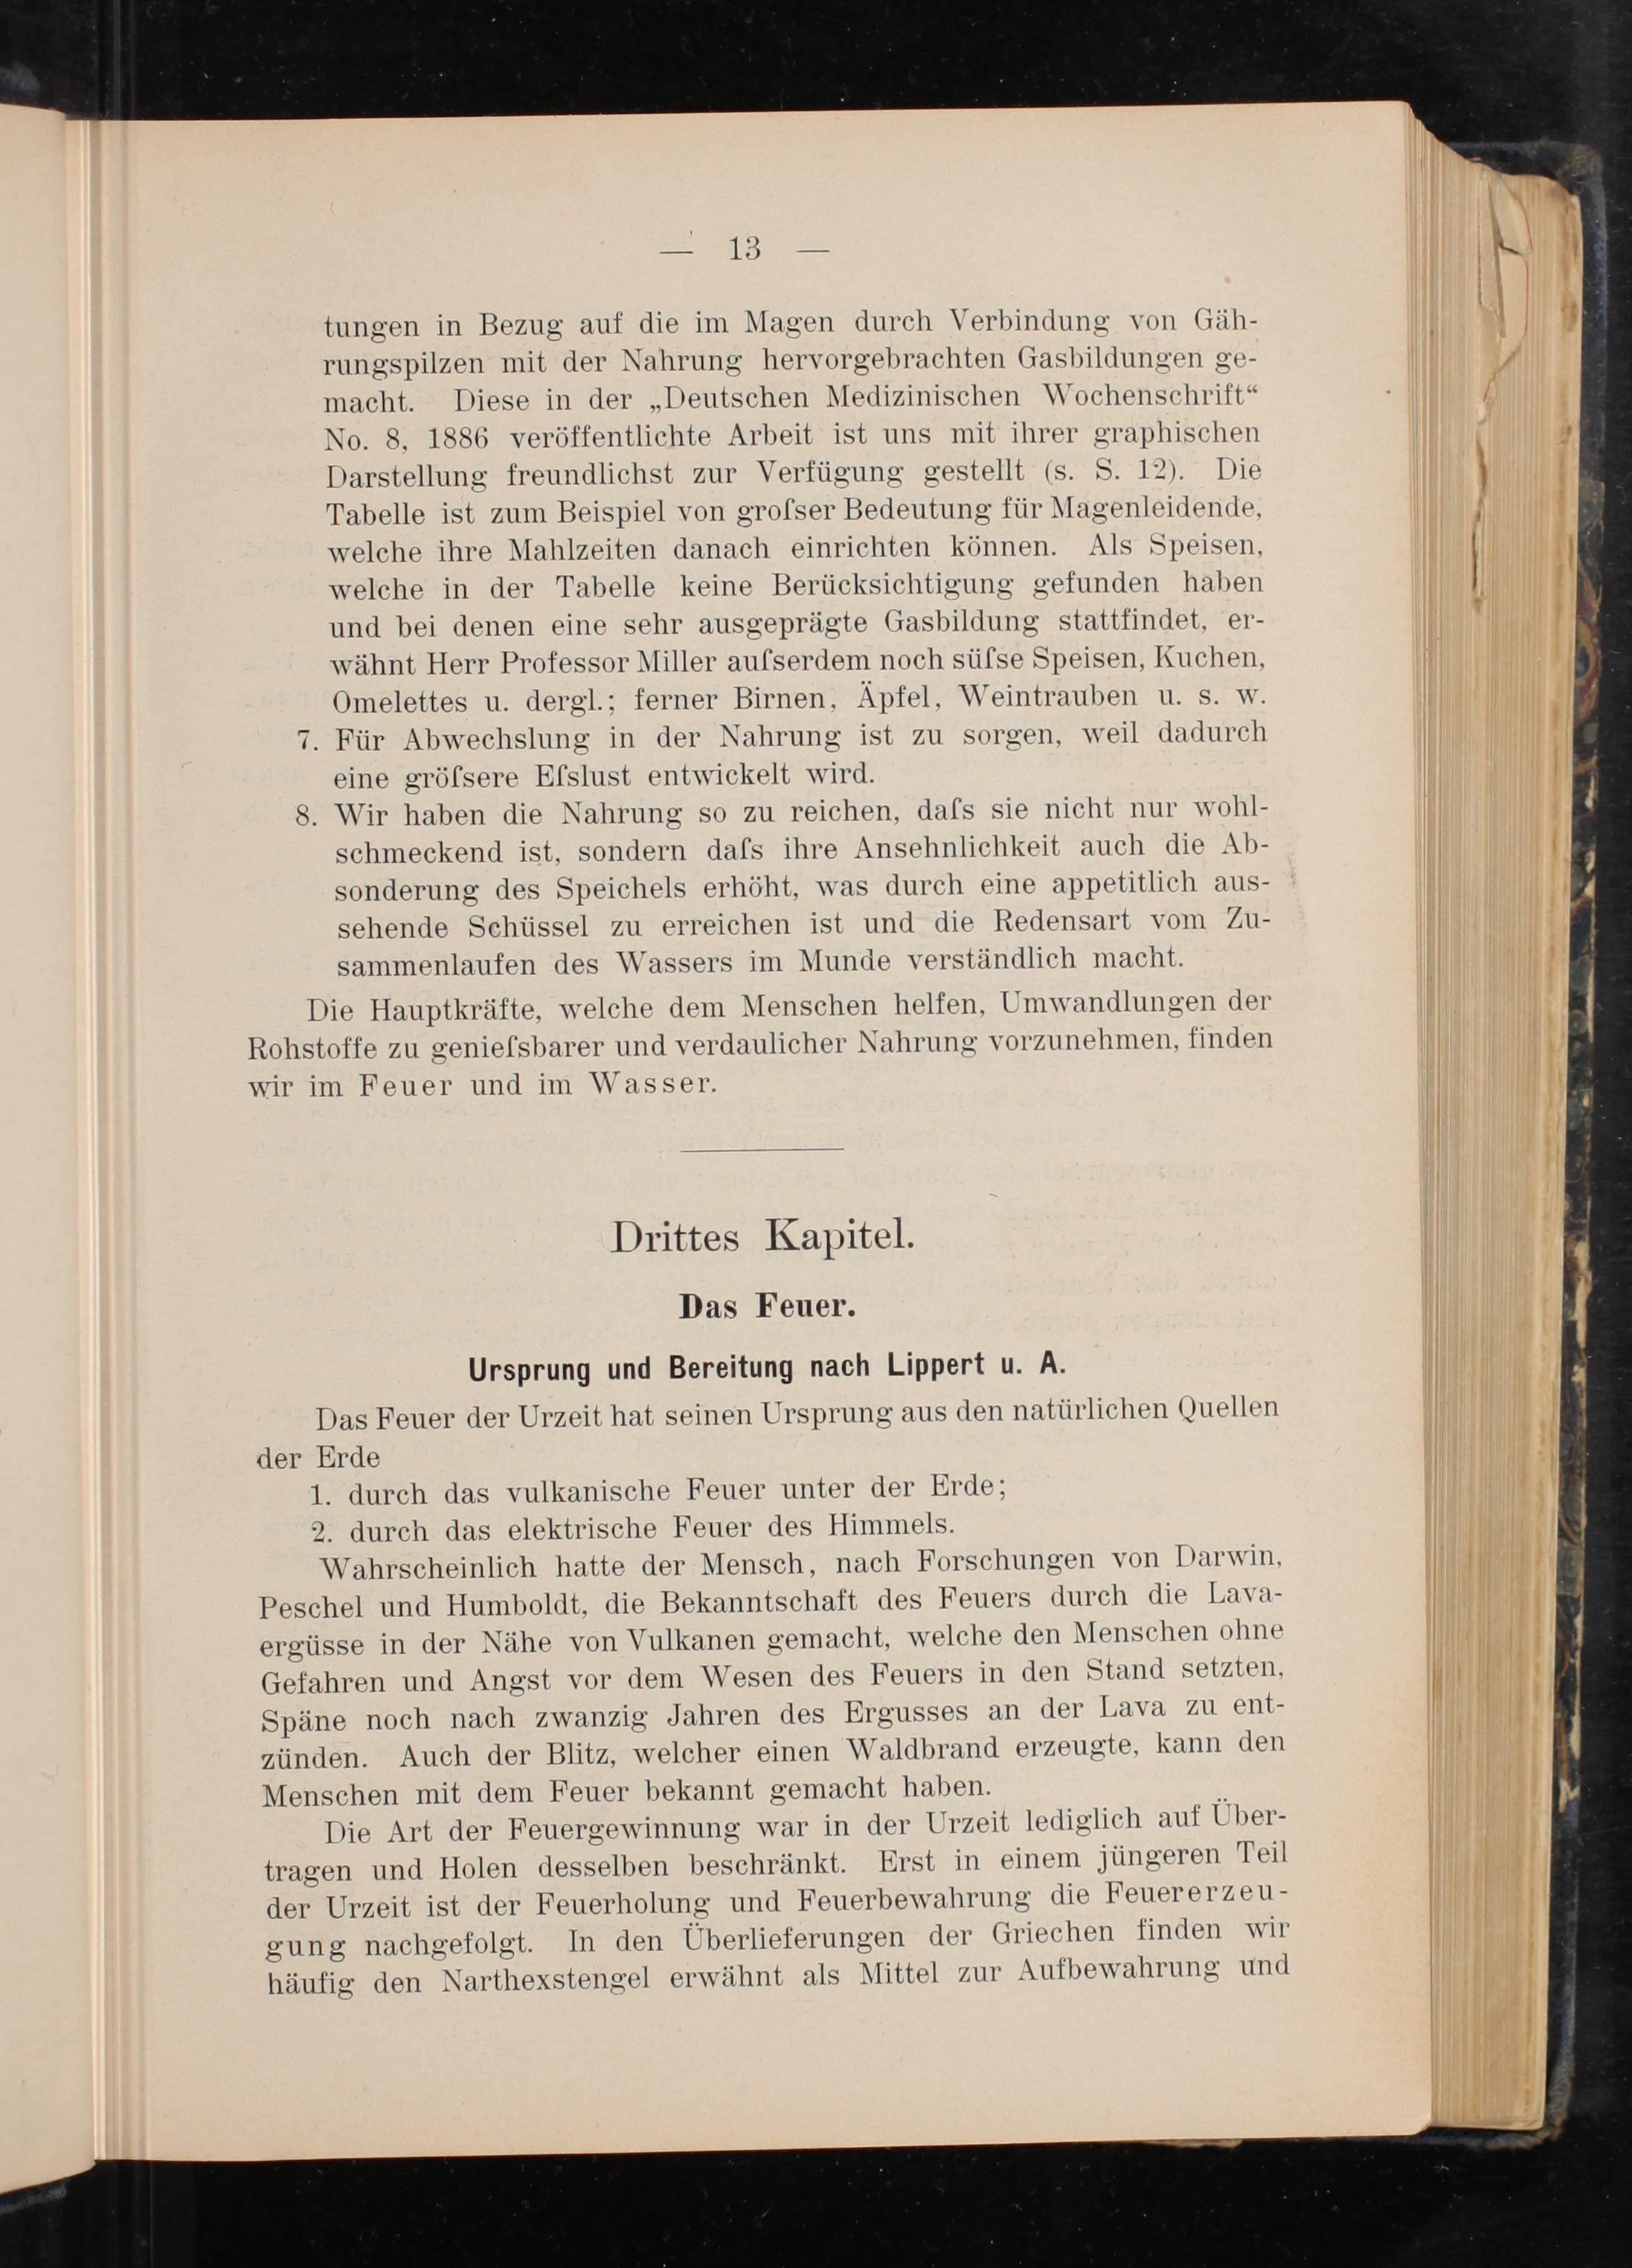 — 13 —
tungen in Bezug auf die im Magen durch Verbindung von Gäh-
rungspilzen mit der Nahrung hervorgebrachten Gasbildungen ge-
macht. Diese in der „Deutschen Medizinischen Wochenschrift“
No. 8, 1886 veröffentlichte Arbeit ist uns mit ihrer graphischen
Darstellung freundlichst zur Verfügung gestellt (s. S. 12). Die
Tabelle ist zum Beispiel von groſser Bedeutung für Magenleidende,
welche ihre Mahlzeiten danach einrichten können. Als Speisen,
welche in der Tabelle keine Berücksichtigung gefunden haben
und bei denen eine sehr ausgeprägte Gasbildung stattfindet, er-
wähnt Herr Professor Miller auſserdem noch süſse Speisen, Kuchen,
Omelettes u. dergl.; ferner Birnen, Äpfel, Weintrauben u. s. w.
7. Für Abwechslung in der Nahrung ist zu sorgen, weil dadurch
eine gröſsere Eſslust entwickelt wird.
8. Wir haben die Nahrung so zu reichen, daſs sie nicht nur wohl-
schmeckend ist, sondern daſs ihre Ansehnlichkeit auch die Ab-
sonderung des Speichels erhöht, was durch eine appetitlich aus-
sehende Schüssel zu erreichen ist und die Redensart vom Zu-
sammenlaufen des Wassers im Munde verständlich macht.
Die Hauptkräfte, welche dem Menschen helfen, Umwandlungen der
Rohstoffe zu genieſsbarer und verdaulicher Nahrung vorzunehmen, finden
wir im Feuer und im Wasser.
Drittes Kapitel.
Das Feuer.
Ursprung und Bereitung nach Lippert u. A.
Das Feuer der Urzeit hat seinen Ursprung aus den natürlichen Quellen
der Erde
1. durch das vulkanische Feuer unter der Erde;
2. durch das elektrische Feuer des Himmels.
Wahrscheinlich hatte der Mensch, nach Forschungen von Darwin,
Peschel und Humboldt, die Bekanntschaft des Feuers durch die Lava-
ergüsse in der Nähe von Vulkanen gemacht, welche den Menschen ohne
Gefahren und Angst vor dem Wesen des Feuers in den Stand setzten,
Späne noch nach zwanzig Jahren des Ergusses an der Lava zu ent-
zünden. Auch der Blitz, welcher einen Waldbrand erzeugte, kann den
Menschen mit dem Feuer bekannt gemacht haben.
Die Art der Feuergewinnung war in der Urzeit lediglich auf Über-
tragen und Holen desselben beschränkt. Erst in einem jüngeren Teil
der Urzeit ist der Feuerholung und Feuerbewahrung die Feuererzeu-
gung nachgefolgt. In den Überlieferungen der Griechen finden wir
häufig den Narthexstengel erwähnt als Mittel zur Aufbewahrung und